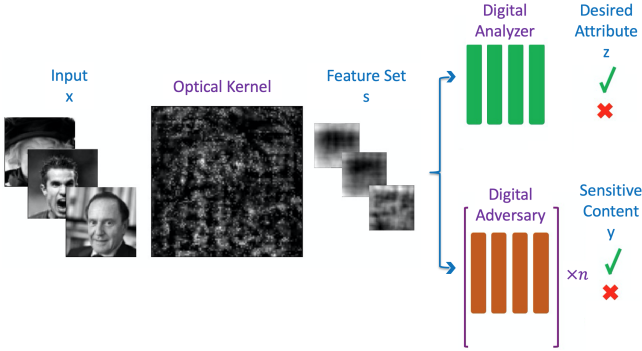 Input
x
Optical Kernel
Feature Set
s
Digital
Analyzer
Desired
Attribute
z
Digital
Adversary
×n
Sensitive
Content
y